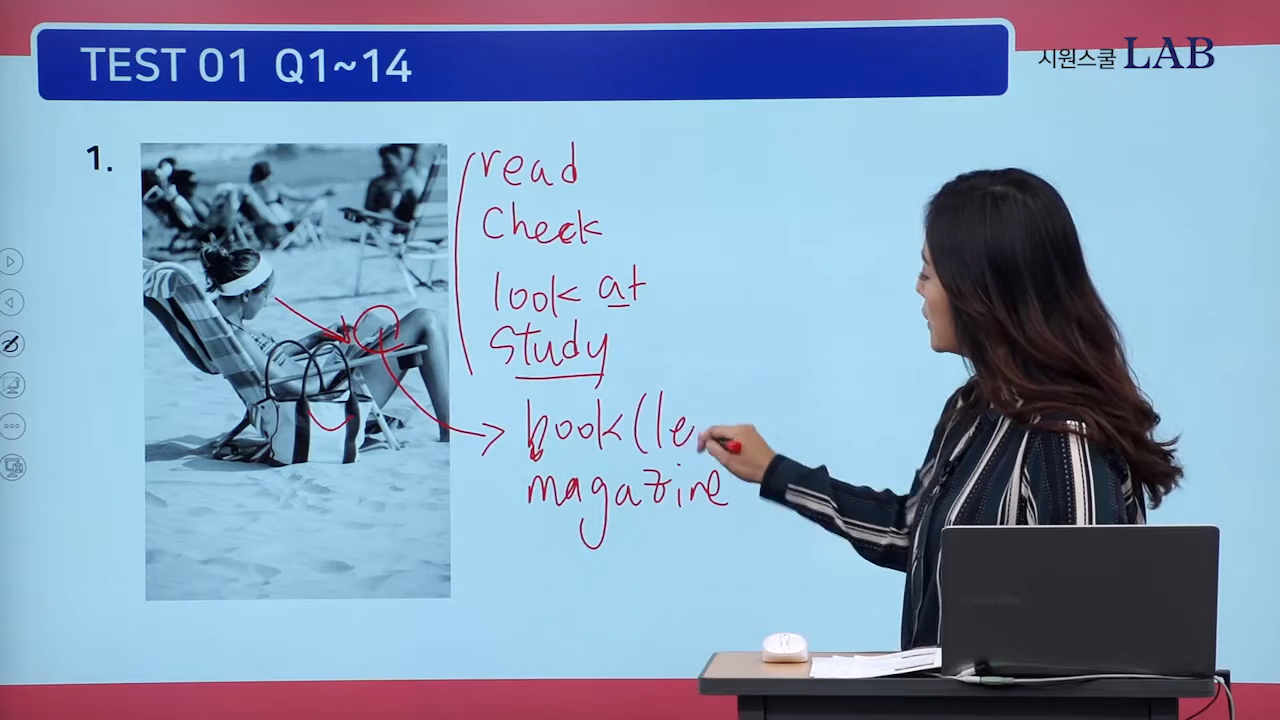 TEST 01 Q1~14
시원스쿨 LAB
1.
read
check
look at
study
book(le
magazine